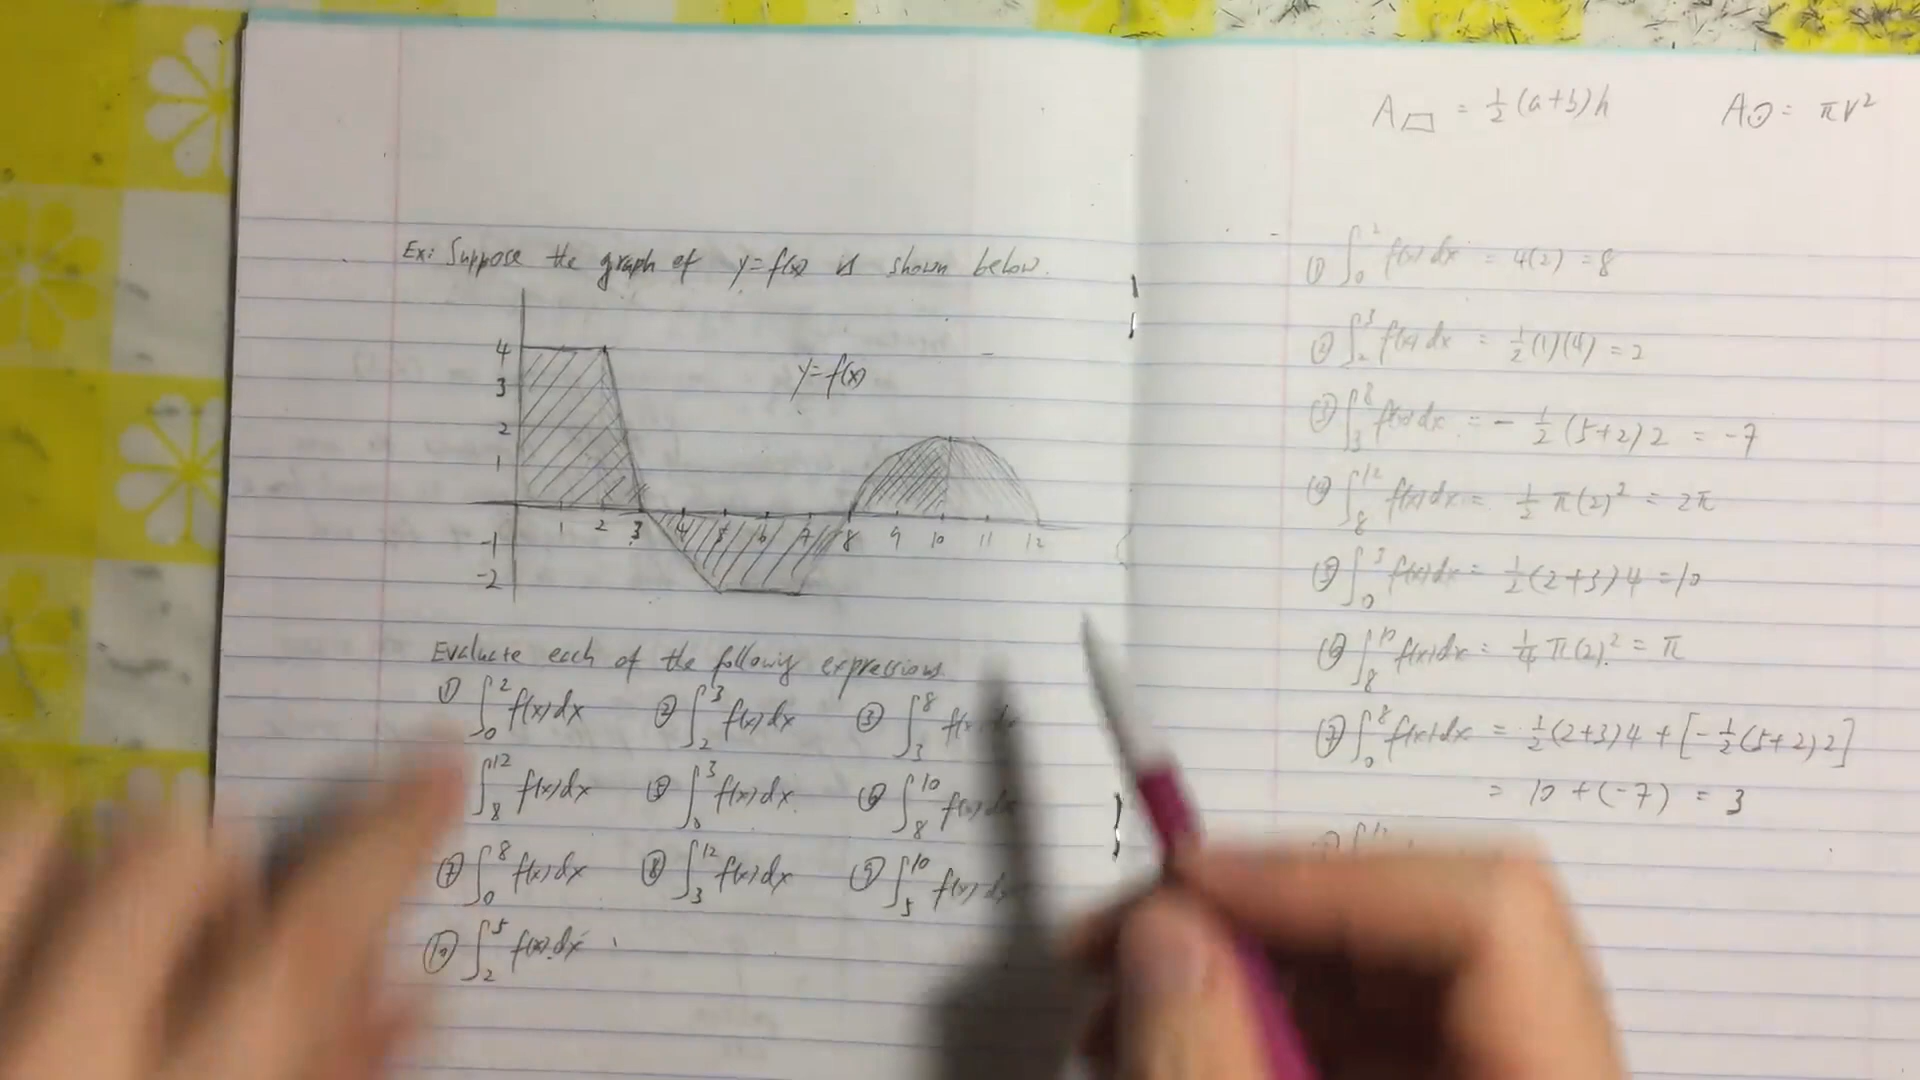 Ex: Suppose the graph of y=f(x) is shown below.
4
3
2
1
-1
-2
y=f(x)
1 2 3 4 5 6 7 8 9 10 11 12
Evaluate each of the following expressions
① ∫₀² f(x)dx ② ∫₂³ f(x)dx ③ ∫₃⁸ f(x)dx
∫₈¹² f(x)dx ⑤ ∫₀³ f(x)dx ⑥ ∫₈¹⁰ f(x)dx
⑦ ∫₀⁸ f(x)dx ⑧ ∫₃¹² f(x)dx ⑨ ∫₅¹⁰ f(x)dx
⑩ ∫₂⁵ f(x)dx
A▱ = ½(a+b)h A⊙ = πr²
① ∫₀² f(x)dx = 4(2) = 8
② ∫₂³ f(x)dx = ½(1)(4) = 2
③ ∫₃⁸ f(x)dx = - ½(5+2)2 = -7
④ ∫₈¹² f(x)dx = ½π(2)² = 2π
⑤ ∫₀³ f(x)dx = ½(2+3)4 = 10
⑥ ∫₈¹⁰ f(x)dx = ¼π(2)² = π
⑦ ∫₀⁸ f(x)dx = ½(2+3)4 + [-½(5+2)2]
= 10 + (-7) = 3